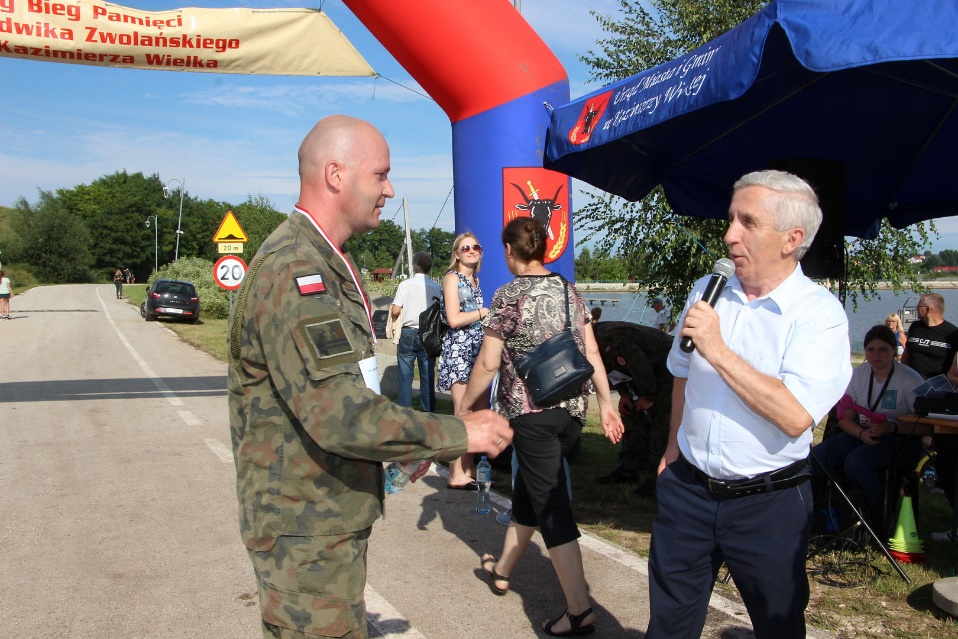 g Bieg Pamięci
dwika Zwolańskiego
Kazimierza Wielka
Urząd Miasta i Gminy
w Kazimierzy Wielkiej
20 m
20